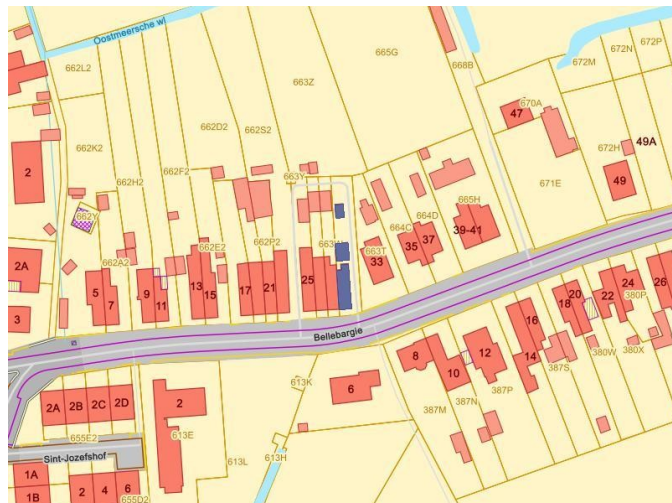 Oostmeersche wl
665G
668B
672P
672N
672M
662L2
663Z
670A
47
662D2
662S2
662K2
2
672H
49A
662F2
663Y
671E
49
662H2
665H
662Y
664D
39-41
664C
37
35
662E2
662P2
663T
33
2A
662A2
5
7
9
11
13
15
17
21
25
3
Bellebargie
20
18
22
24
380P
26
16
14
12
10
8
387P
387N
387M
387S
380W
380X
613K
6
2A
2B
2C
2D
2
613E
655E2
613L
613H
Sint-Jozefshof
1A
1B
2
4
6
655D2